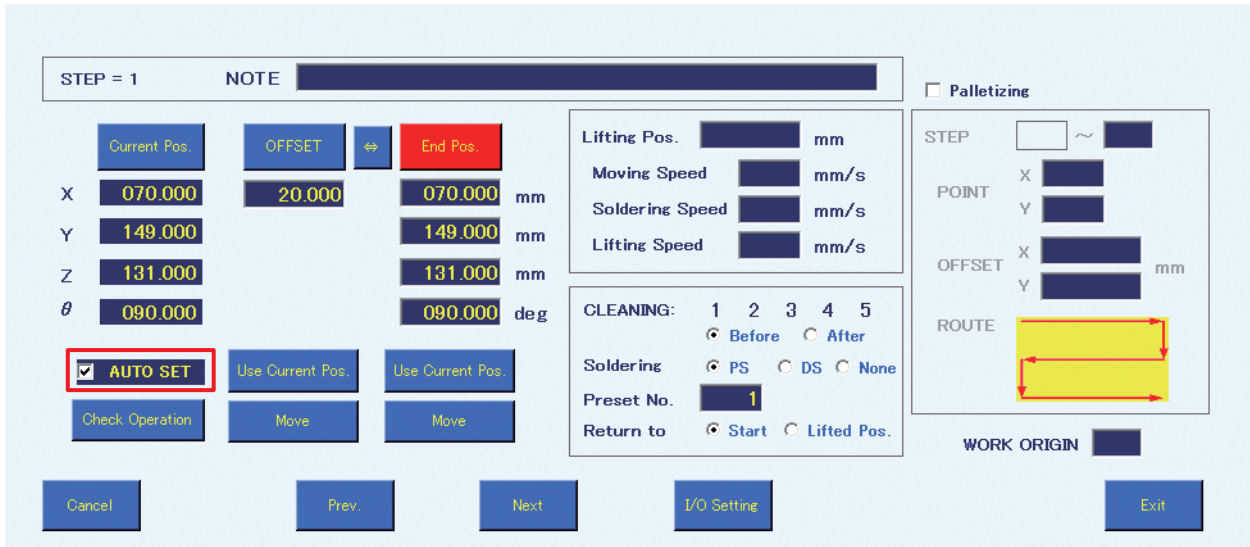 STEP = 1 NOTE
Palletizing
Current Pos. OFFSET ⇔ End Pos.
X 070.000 20.000 070.000 mm
Y 149.000 149.000 mm
Z 131.000 131.000 mm
θ 090.000 090.000 deg
AUTO SET Use Current Pos. Use Current Pos.
Check Operation Move Move
Lifting Pos. mm
Moving Speed mm/s
Soldering Speed mm/s
Lifting Speed mm/s
CLEANING: 1 2 3 4 5
Before After
Soldering PS DS None
Preset No. 1
Return to Start Lifted Pos.
STEP ~
POINT X
Y
OFFSET X mm
Y
ROUTE
WORK ORIGIN
Cancel Prev. Next I/O Setting Exit